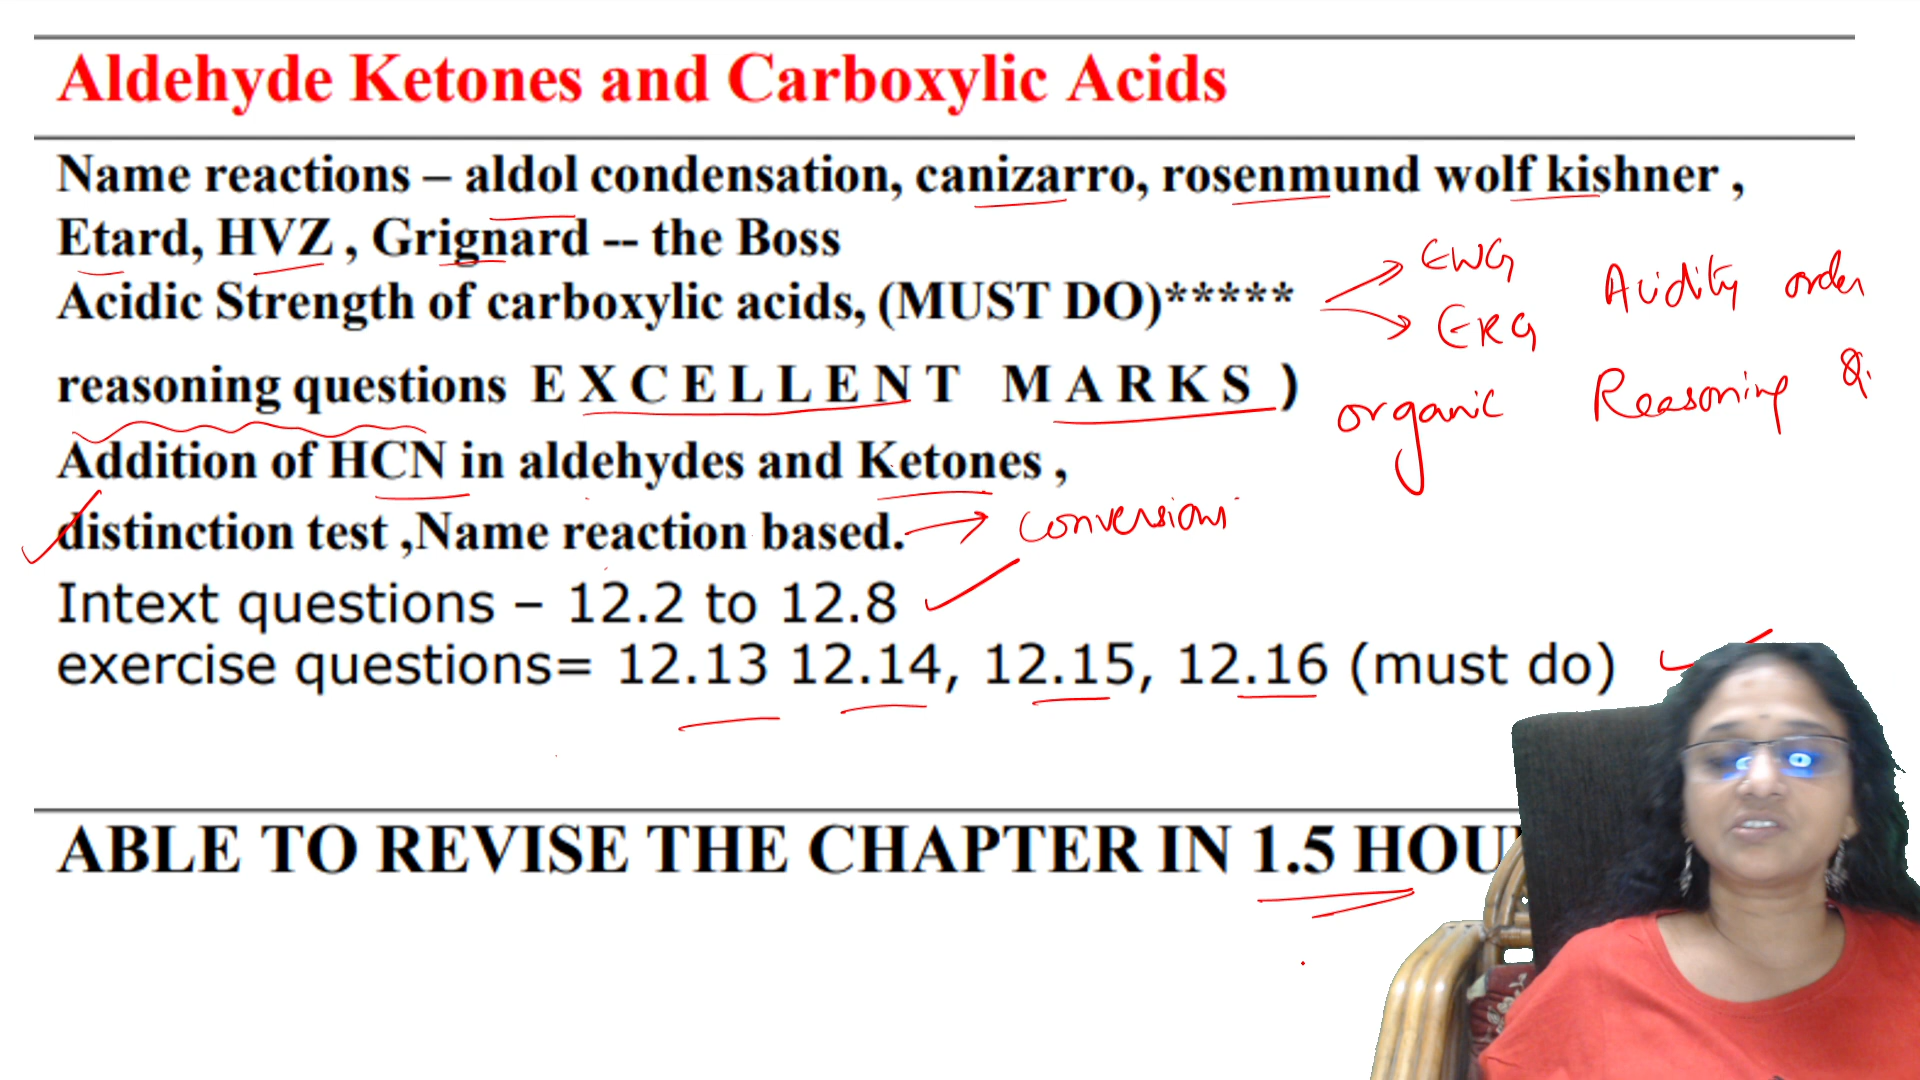 Aldehyde Ketones and Carboxylic Acids
Name reactions – aldol condensation, canizarro, rosenmund wolf kishner ,
Etard, HVZ , Grignard -- the Boss
EWG
Acidity order
Acidic Strength of carboxylic acids, (MUST DO)*****
ERG
reasoning questions E X C E L L E N T M A R K S )
organic Reasoning Q.
Addition of HCN in aldehydes and Ketones ,
distinction test ,Name reaction based.
Conversions
Intext questions – 12.2 to 12.8
exercise questions= 12.13 12.14, 12.15, 12.16 (must do)
ABLE TO REVISE THE CHAPTER IN 1.5 HOU